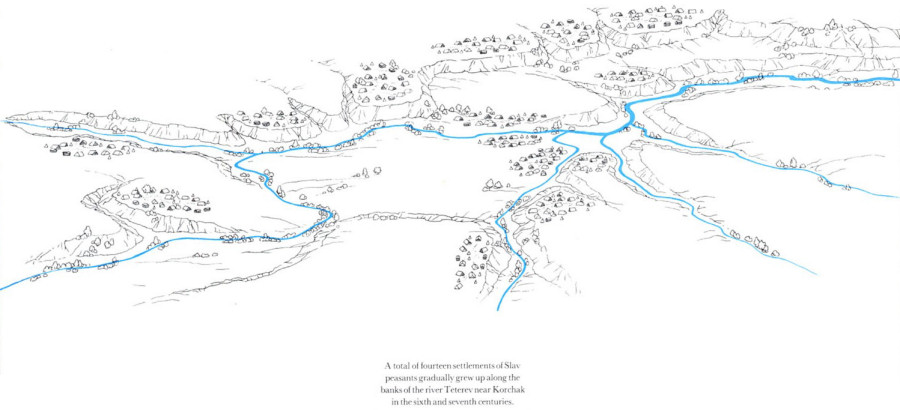 A total of fourteen settlements of Slav
peasants gradually grew up along the
banks of the river Teterev near Korchak
in the sixth and seventh centuries.